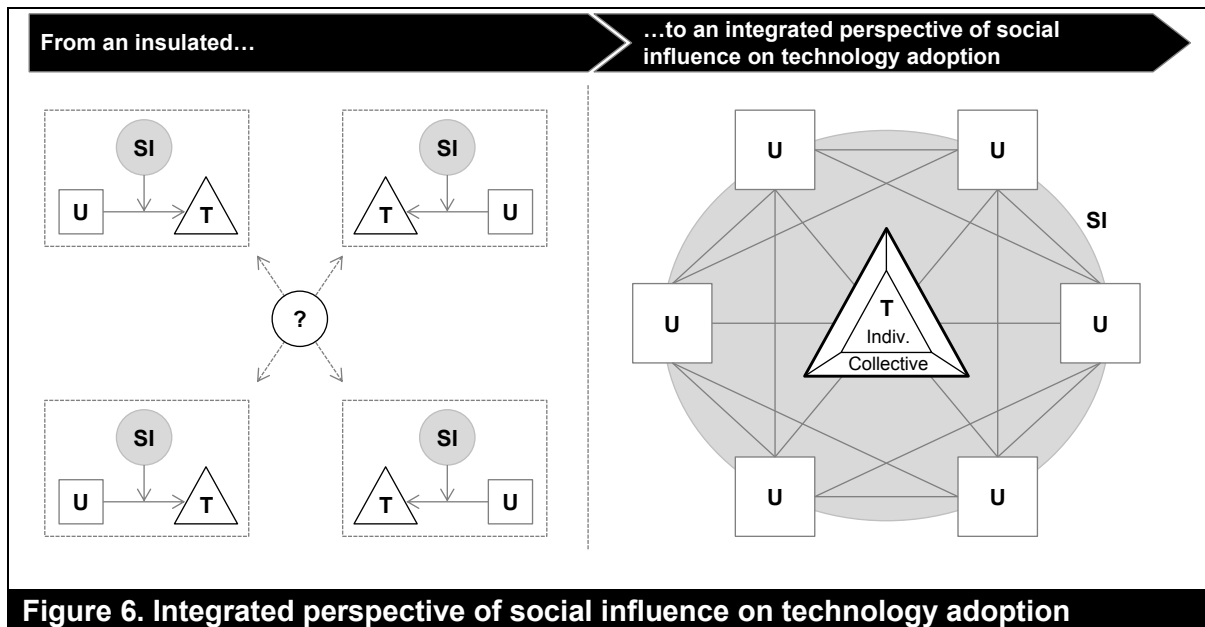 From an insulated…
…to an integrated perspective of social
influence on technology adoption
SI
U
T
SI
T
U
?
SI
U
T
SI
T
U
U
U
SI
U
T
Indiv.
Collective
U
U
U
Figure 6. Integrated perspective of social influence on technology adoption